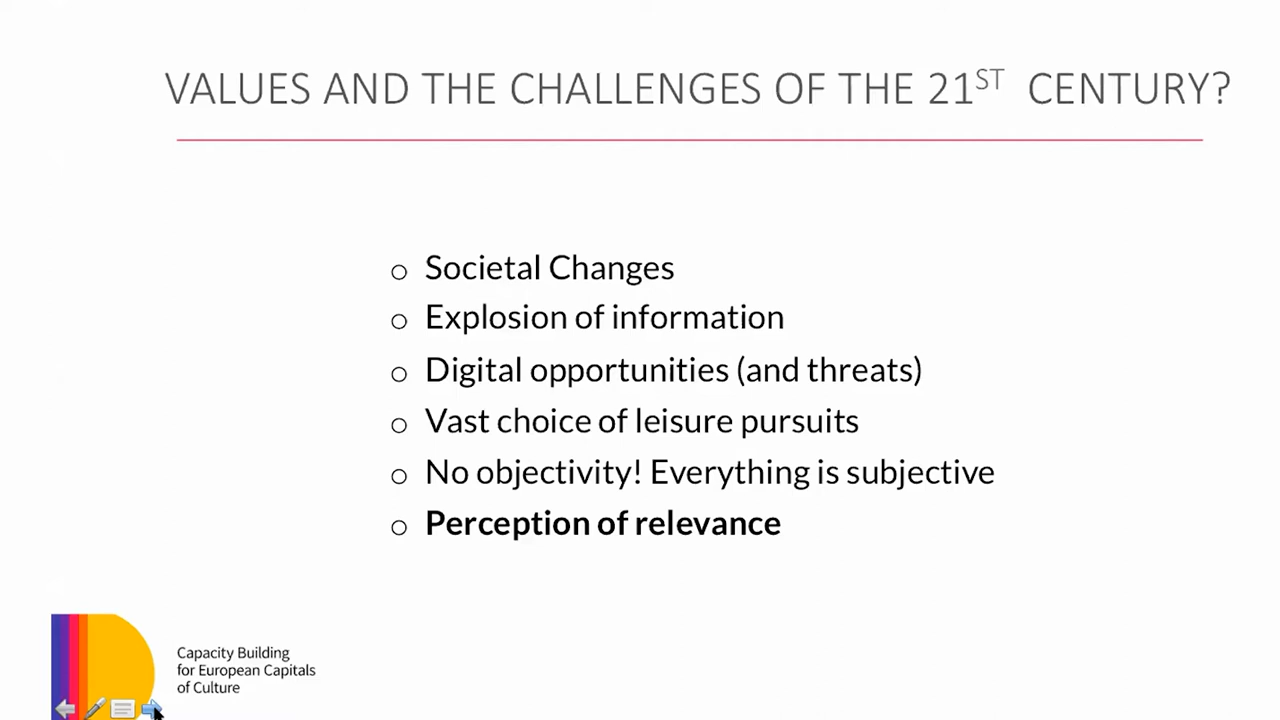 VALUES AND THE CHALLENGES OF THE 21ST CENTURY?
o Societal Changes
o Explosion of information
o Digital opportunities (and threats)
o Vast choice of leisure pursuits
o No objectivity! Everything is subjective
o Perception of relevance
Capacity Building
for European Capitals
of Culture